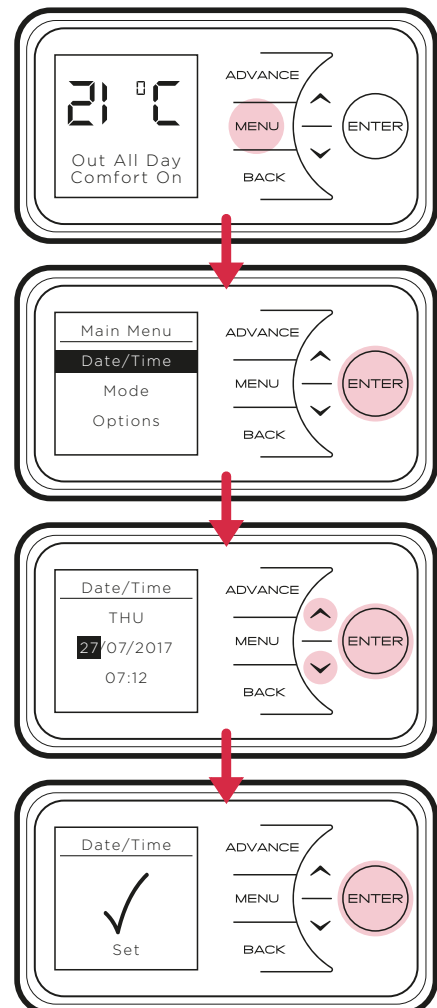 21 °C
Out All Day
Comfort On
ADVANCE
MENU
BACK
ENTER
Main Menu
Date/Time
Mode
Options
ADVANCE
MENU
BACK
ENTER
Date/Time
THU
27/07/2017
07:12
ADVANCE
MENU
BACK
ENTER
Date/Time
Set
ADVANCE
MENU
BACK
ENTER